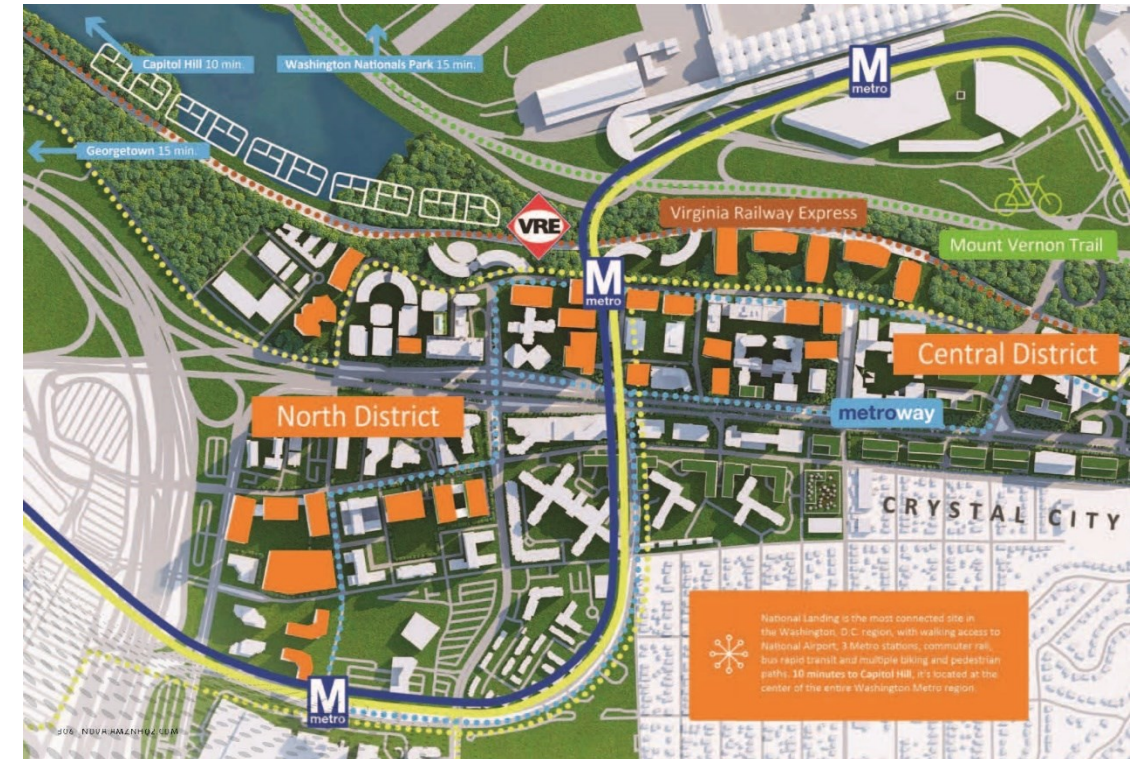 Capitol Hill 10 min.
Washington Nationals Park 15 min.
M
metro
Georgetown 15 min.
VRE
Virginia Railway Express
Mount Vernon Trail
M
metro
Central District
North District
metroway
CRYSTAL CITY
National Landing is the most connected site in
the Washington, D.C. region, with walking access to
National Airport, 3 Metro stations, commuter rail,
bus rapid transit and multiple biking and pedestrian
paths. 10 minutes to Capitol Hill, it's located at the
center of the entire Washington Metro region.
M
metro
306 NOVA.AMZNHQ2.COM